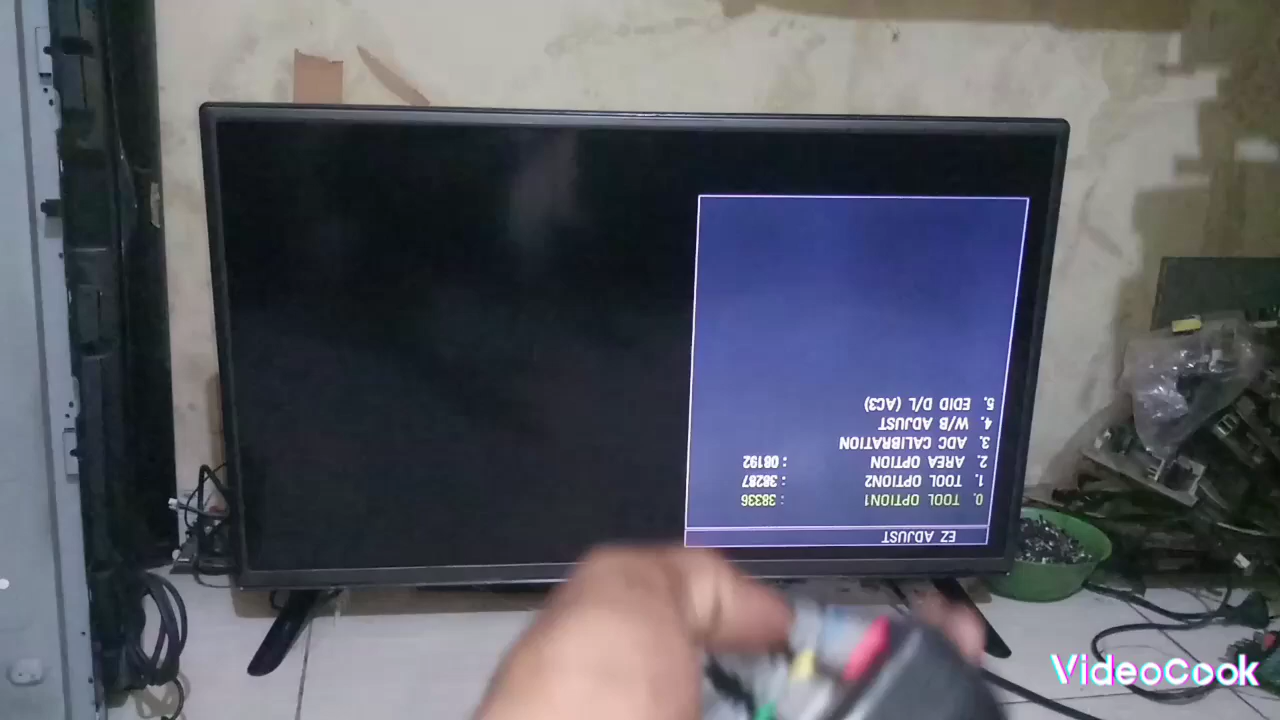 EZ ADJUST
0. TOOL OPTION1 : 38336
1. TOOL OPTION2 : 38287
2. AREA OPTION : 08192
3. ADC CALIBRATION
4. W/B ADJUST
5. EDID D/L (AC3)
VideoCook